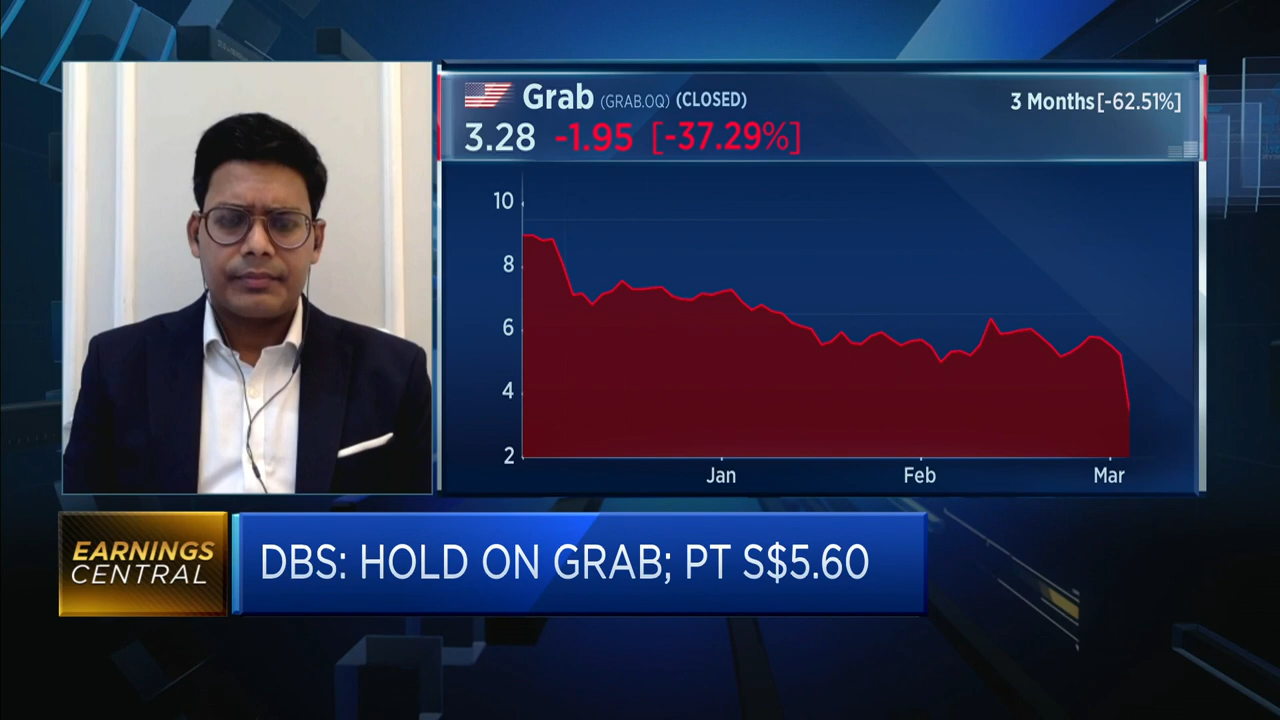 Grab (GRAB.OQ) (CLOSED)
3 Months[-62.51%]
3.28 -1.95 [-37.29%]
10
8
6
4
2
Jan Feb Mar
EARNINGS
CENTRAL
DBS: HOLD ON GRAB; PT S$5.60